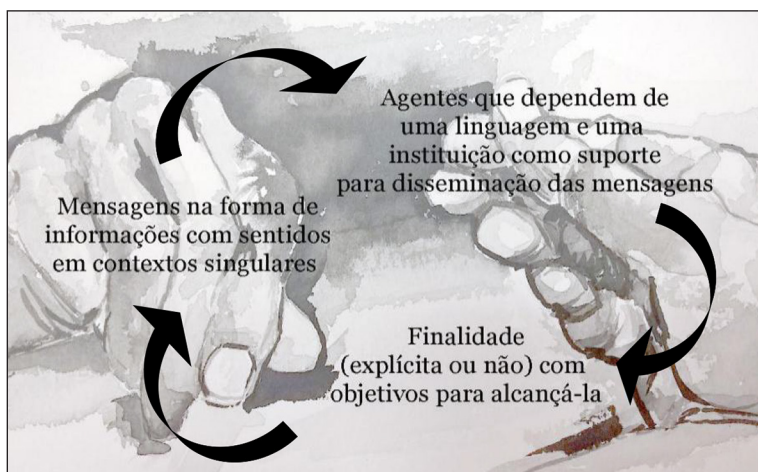 Mensagens na forma de
informações com sentidos
em contextos singulares
Agentes que dependem de
uma linguagem e uma
instituição como suporte
para disseminação das mensagens
Finalidade
(explícita ou não) com
objetivos para alcançá-la